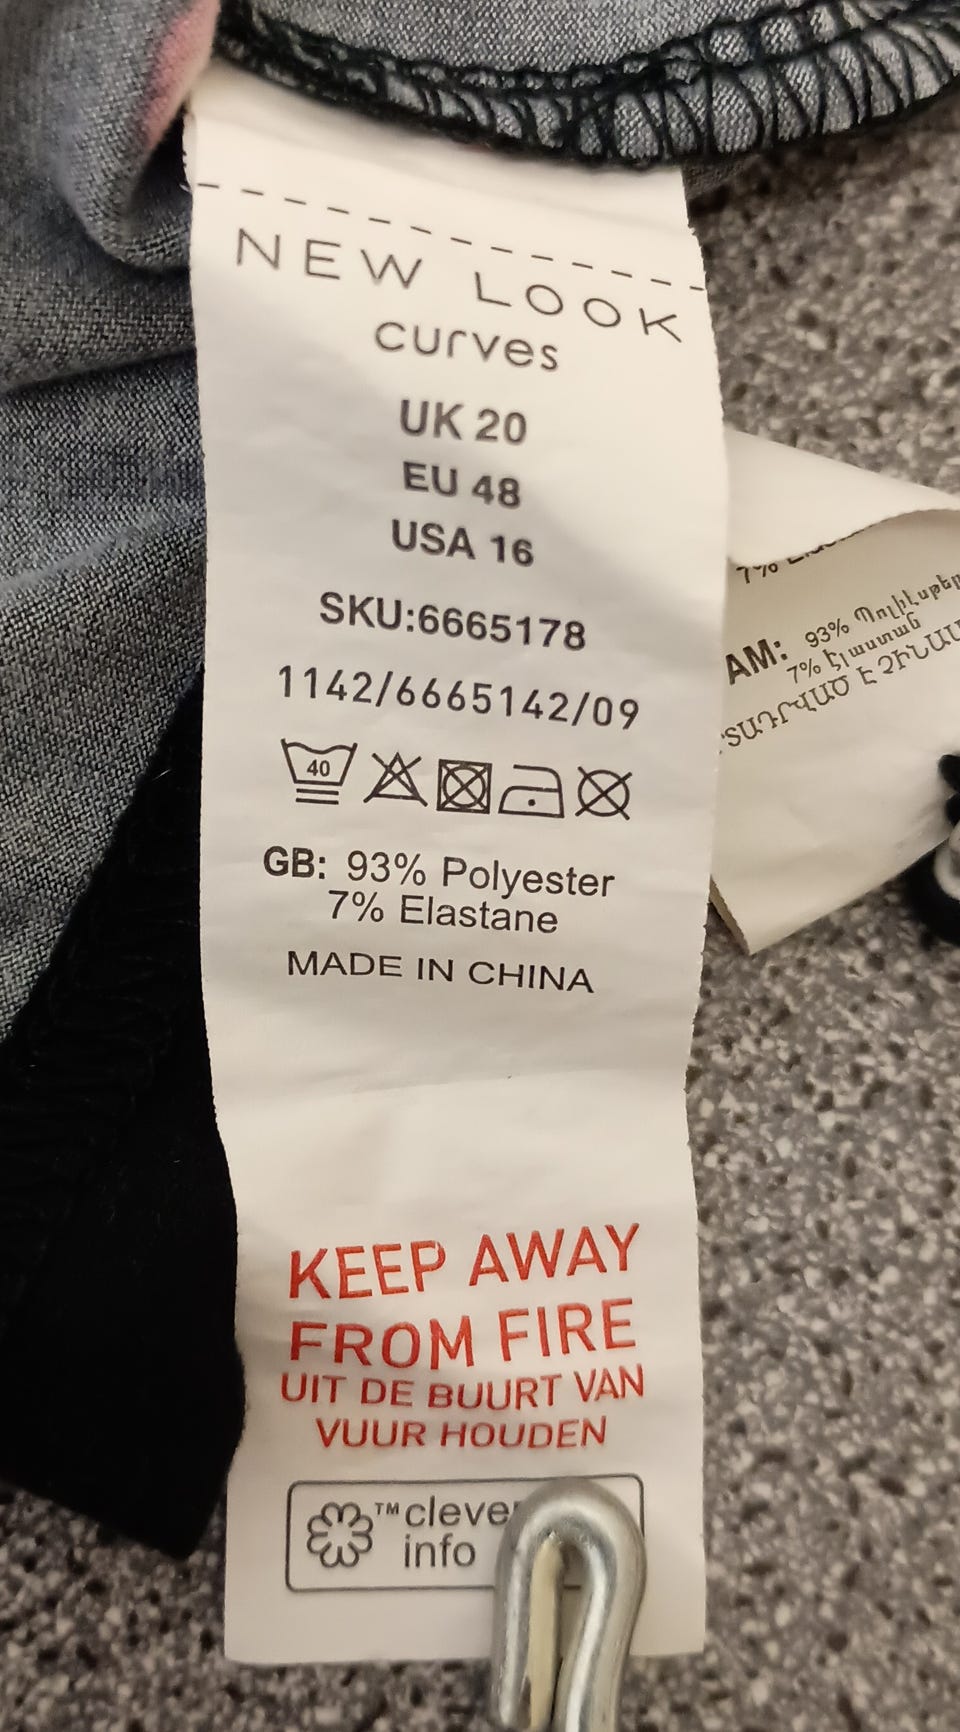 NEW LOOK
curves
UK 20
EU 48
USA 16
SKU:6665178
1142/6665142/09
40
GB: 93% Polyester
7% Elastane
MADE IN CHINA
KEEP AWAY
FROM FIRE
UIT DE BUURT VAN
VUUR HOUDEN
™ clever
info
7%
AM: 93% Պոլիէսթեր
7% Էլաստան